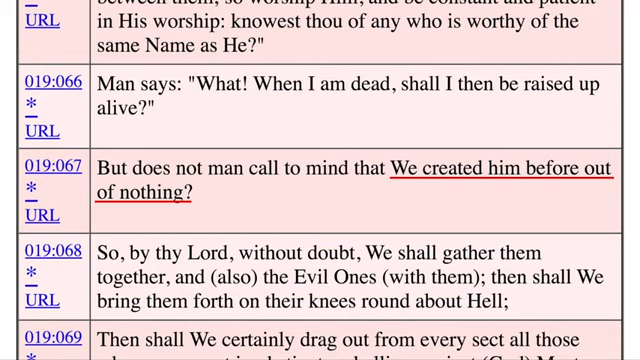 between them; so worship Him, and be constant and patient
URL
in His worship: knowest thou of any who is worthy of the
same Name as He?"
019:066
Man says: "What! When I am dead, shall I then be raised up
*
alive?"
URL
019:067
But does not man call to mind that We created him before out
*
of nothing?
URL
019:068
So, by thy Lord, without doubt, We shall gather them
*
together, and (also) the Evil Ones (with them); then shall We
URL
bring them forth on their knees round about Hell;
019:069
Then shall We certainly drag out from every sect all those